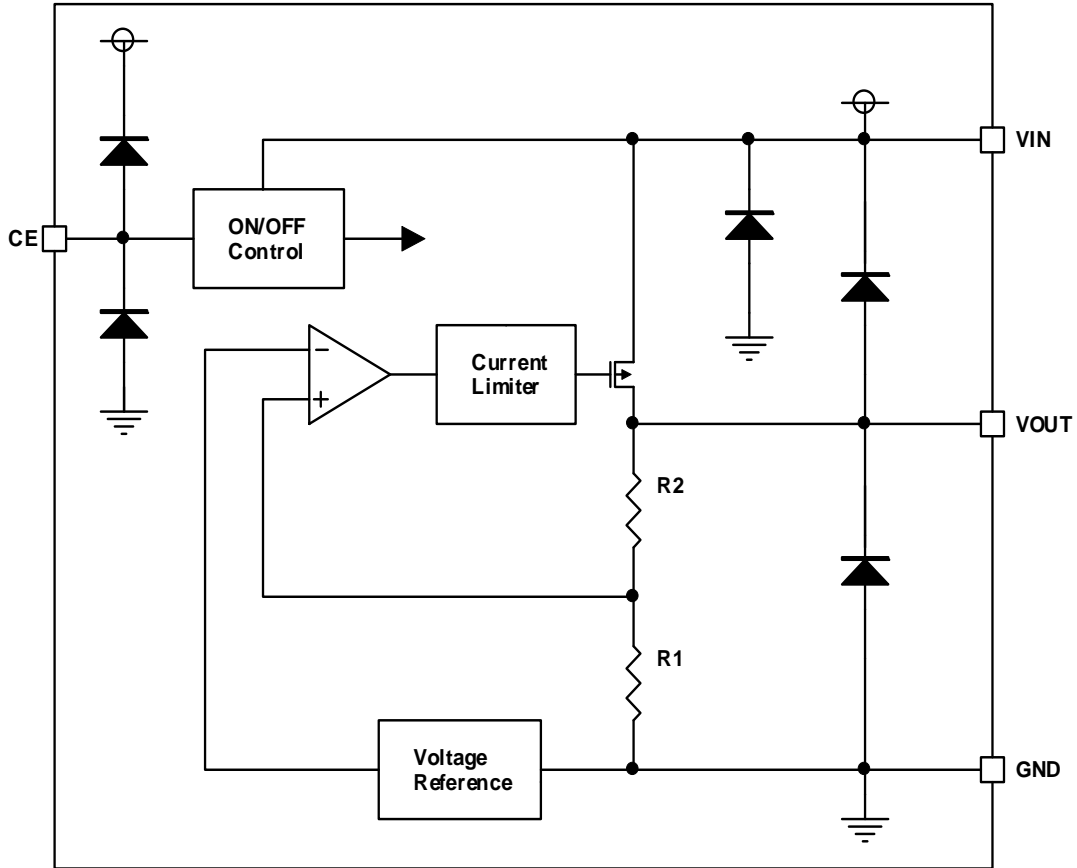 VIN
CE
ON/OFF
Control
−
+
Current
Limiter
VOUT
R2
R1
Voltage
Reference
GND